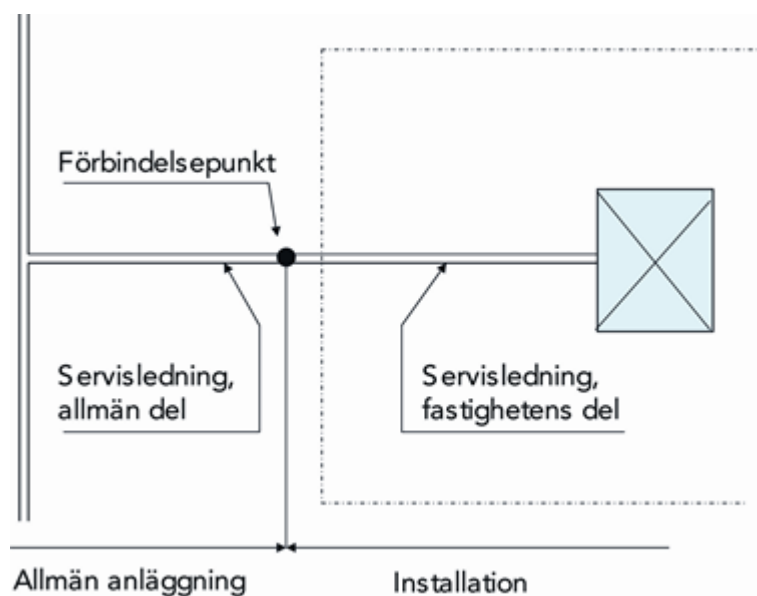 Förbindelsepunkt
Servisledning,
allmän del
Servisledning,
fastighetens del
Allmän anläggning
Installation